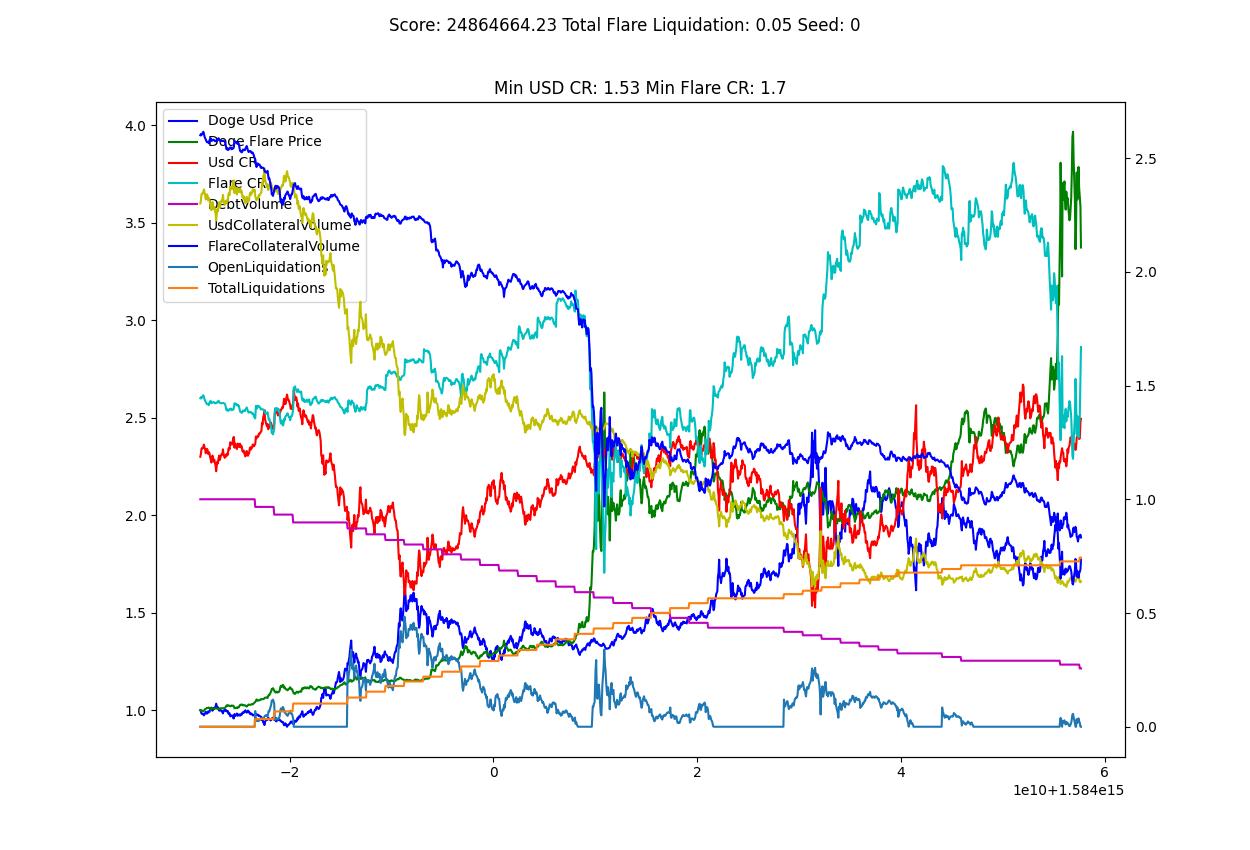 Score: 24864664.23 Total Flare Liquidation: 0.05 Seed: 0
Min USD CR: 1.53 Min Flare CR: 1.7
Doge Usd Price
Doge Flare Price
Usd CR
Flare CR
DebtVolume
UsdCollateralVolume
FlareCollateralVolume
OpenLiquidations
TotalLiquidations
4.0
3.5
3.0
2.5
2.0
1.5
1.0
2.5
2.0
1.5
1.0
0.5
0.0
−2
0
2
4
6
1e10+1.584e15